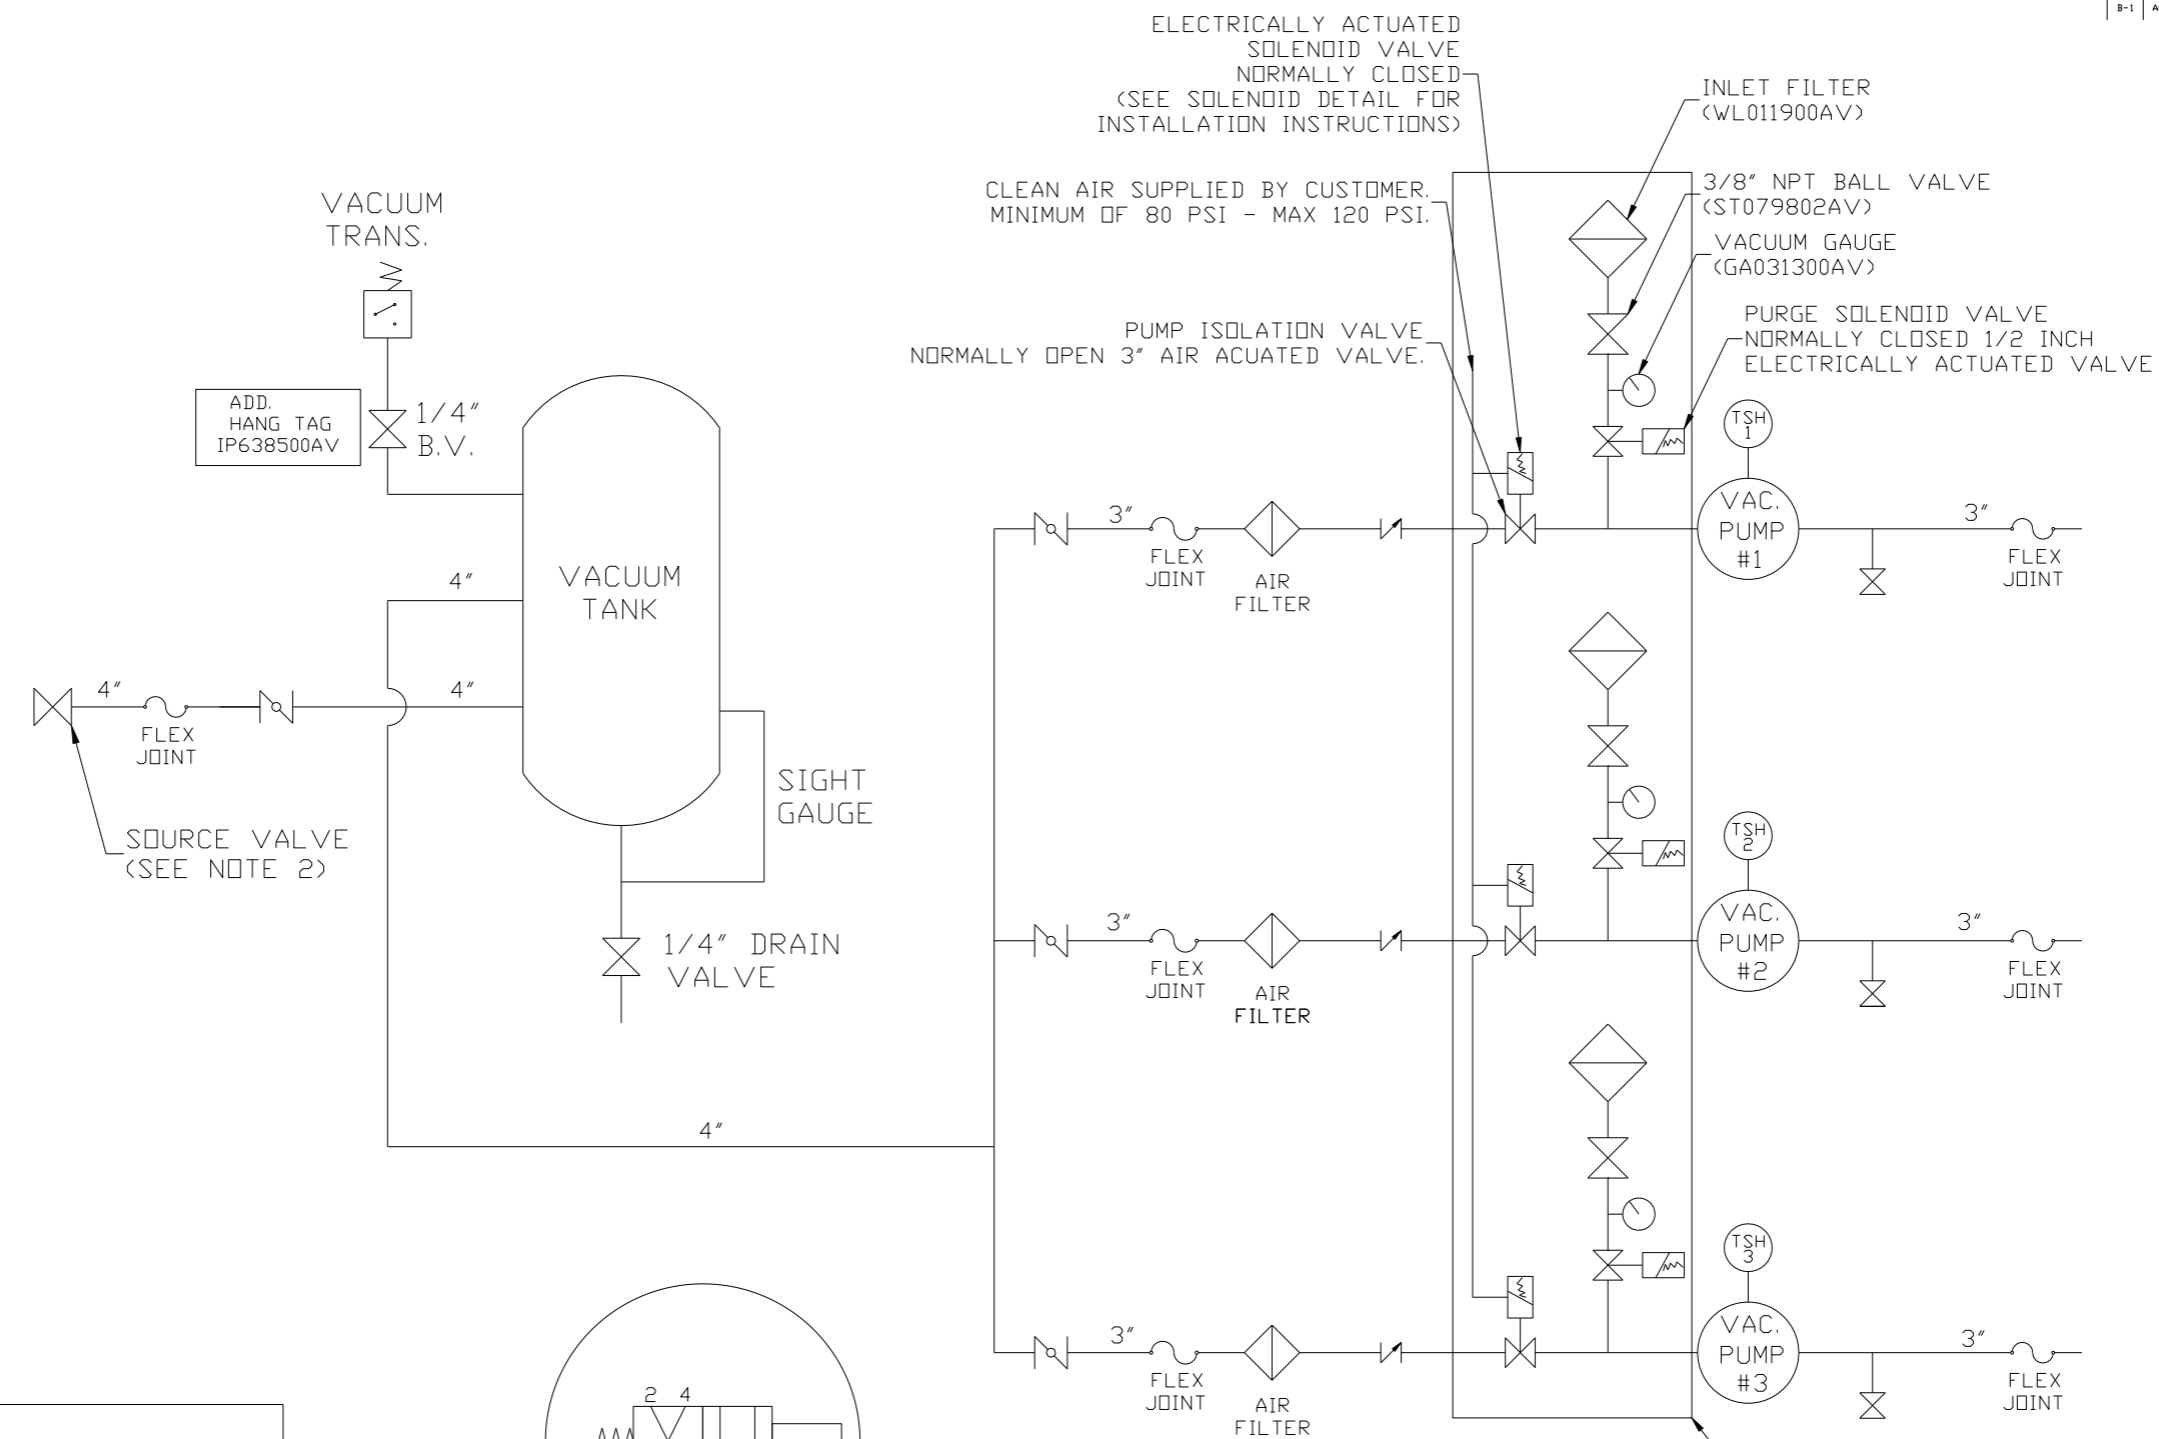 B-1
ELECTRICALLY ACTUATED
SOLENOID VALVE
NORMALLY CLOSED
(SEE SOLENOID DETAIL FOR
INSTALLATION INSTRUCTIONS)
INLET FILTER
(WL011900AV)
CLEAN AIR SUPPLIED BY CUSTOMER.
MINIMUM OF 80 PSI - MAX 120 PSI.
3/8" NPT BALL VALVE
(ST079802AV)
VACUUM GAUGE
(GA031300AV)
PUMP ISOLATION VALVE
NORMALLY OPEN 3" AIR ACUATED VALVE.
PURGE SOLENOID VALVE
NORMALLY CLOSED 1/2 INCH
ELECTRICALLY ACTUATED VALVE
VACUUM
TRANS.
ADD.
HANG TAG
IP638500AV
1/4"
B.V.
VACUUM
TANK
4"
4"
4"
FLEX
JOINT
SOURCE VALVE
(SEE NOTE 2)
SIGHT
GAUGE
1/4" DRAIN
VALVE
4"
3"
FLEX
JOINT
AIR
FILTER
TSH
1
VAC.
PUMP
#1
3"
FLEX
JOINT
3"
FLEX
JOINT
AIR
FILTER
TSH
2
VAC.
PUMP
#2
3"
FLEX
JOINT
3"
FLEX
JOINT
AIR
FILTER
TSH
3
VAC.
PUMP
#3
3"
FLEX
JOINT
2 4